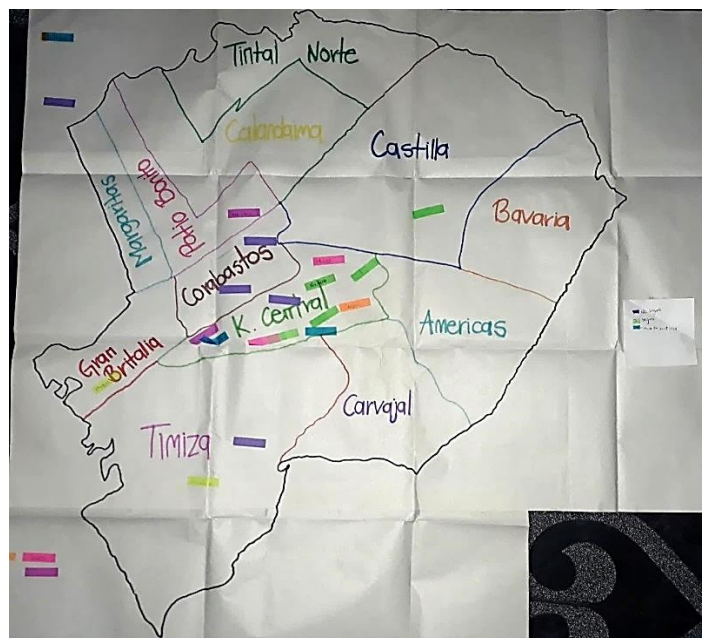 Tintal Norte
Calandaima
Castilla
Margaritas
Patio Bonito
Bavaria
Corabastos
K. Central
Americas
Gran
Britalia
Carvajal
Timiza